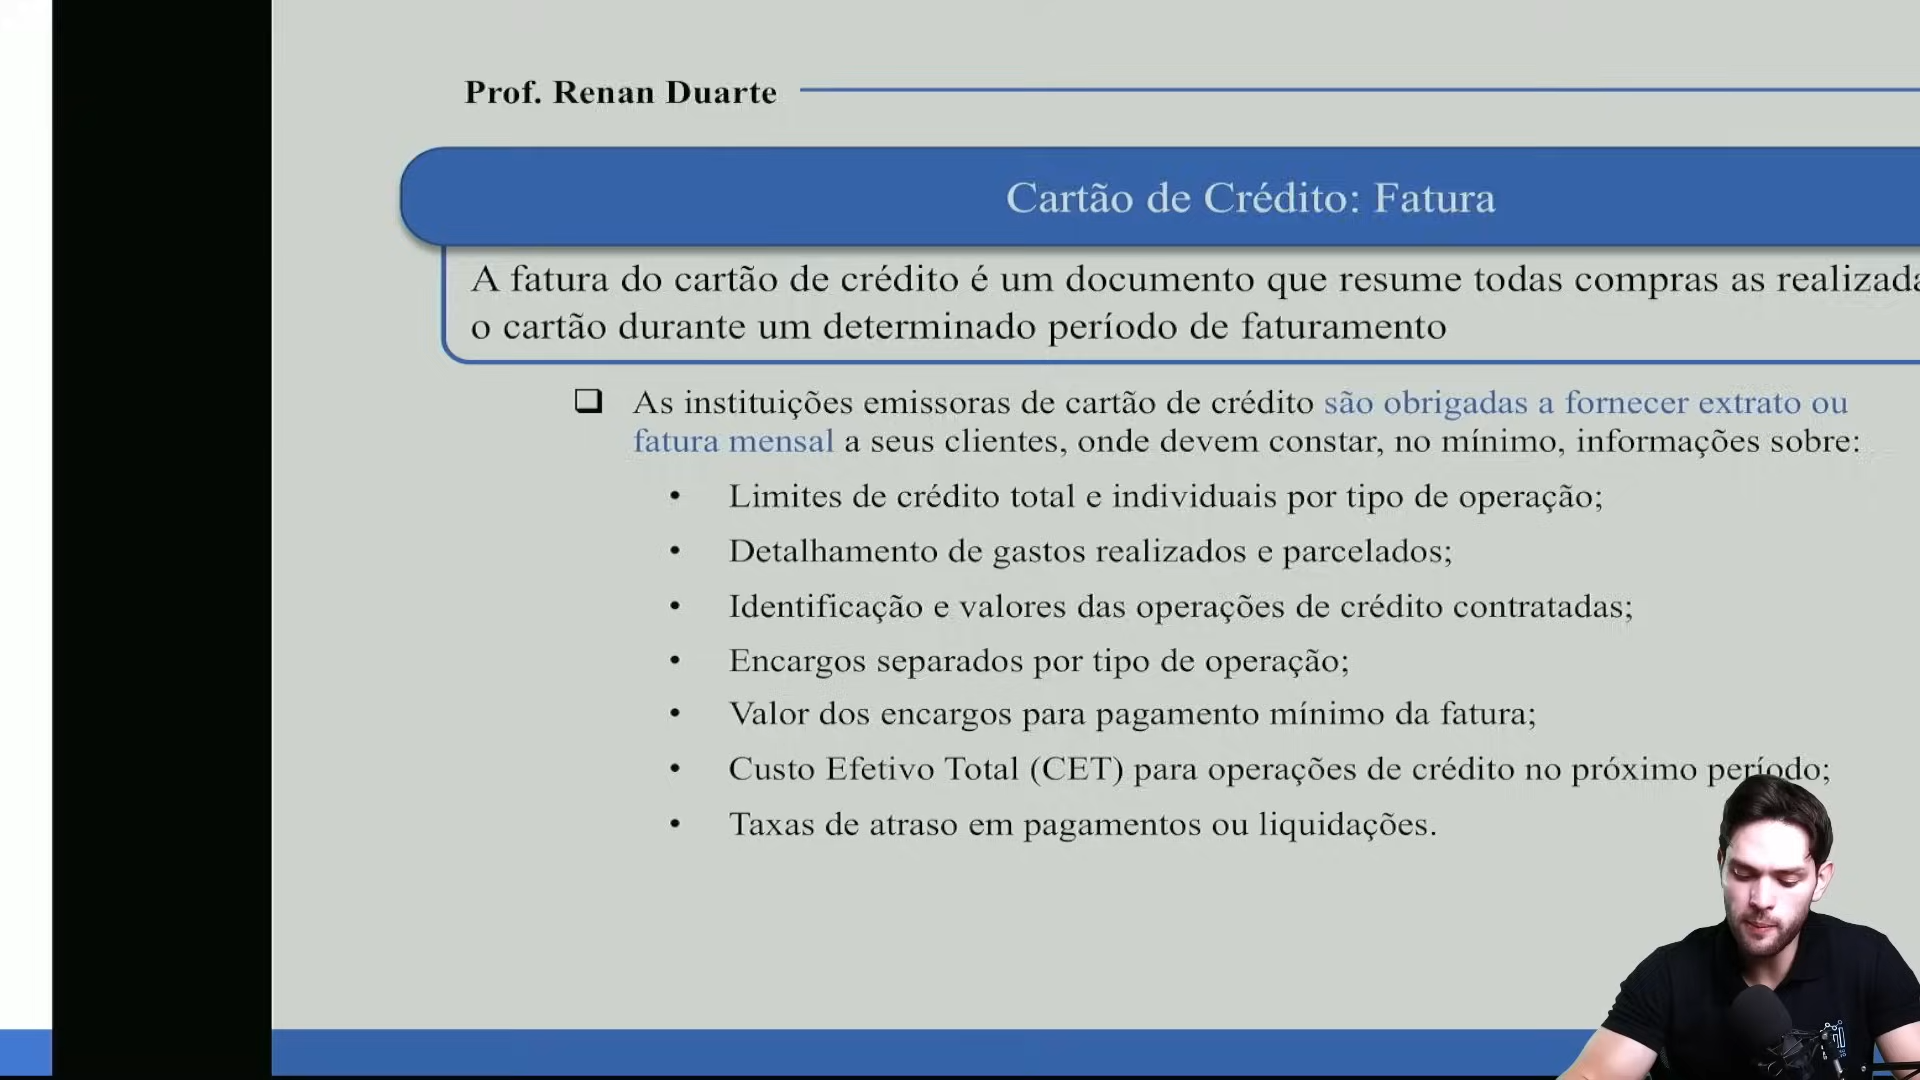 Prof. Renan Duarte
Cartão de Crédito: Fatura
A fatura do cartão de crédito é um documento que resume todas compras as
o cartão durante um determinado período de faturamento
❑ As instituições emissoras de cartão de crédito são obrigadas a fornecer extrato ou
fatura mensal a seus clientes, onde devem constar, no mínimo, informações sobre:
• Limites de crédito total e individuais por tipo de operação;
• Detalhamento de gastos realizados e parcelados;
• Identificação e valores das operações de crédito contratadas;
• Encargos separados por tipo de operação;
• Valor dos encargos para pagamento mínimo da fatura;
• Custo Efetivo Total (CET) para operações de crédito no próximo período;
• Taxas de atraso em pagamentos ou liquidações.